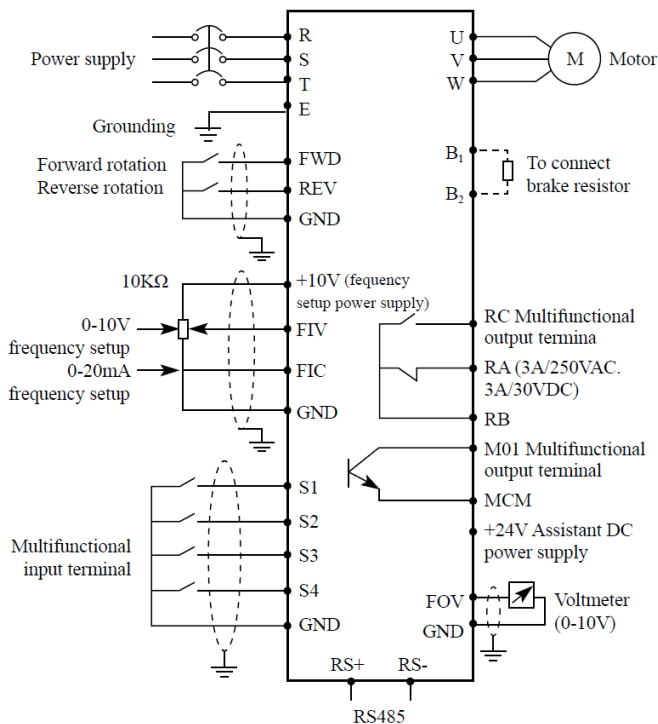 Power supply
R
S
T
E
Grounding
Forward rotation
Reverse rotation
FWD
REV
GND
10KΩ
+10V (fequency
setup power supply)
0-10V
frequency setup
FIV
0-20mA
frequency setup
FIC
GND
Multifunctional
input terminal
S1
S2
S3
S4
GND
U
V
W
M
Motor
B1
B2
To connect
brake resistor
RC Multifunctional
output termina
RA (3A/250VAC.
3A/30VDC)
RB
M01 Multifunctional
output terminal
MCM
+24V Assistant DC
power supply
FOV
GND
Voltmeter
(0-10V)
RS+
RS-
RS485